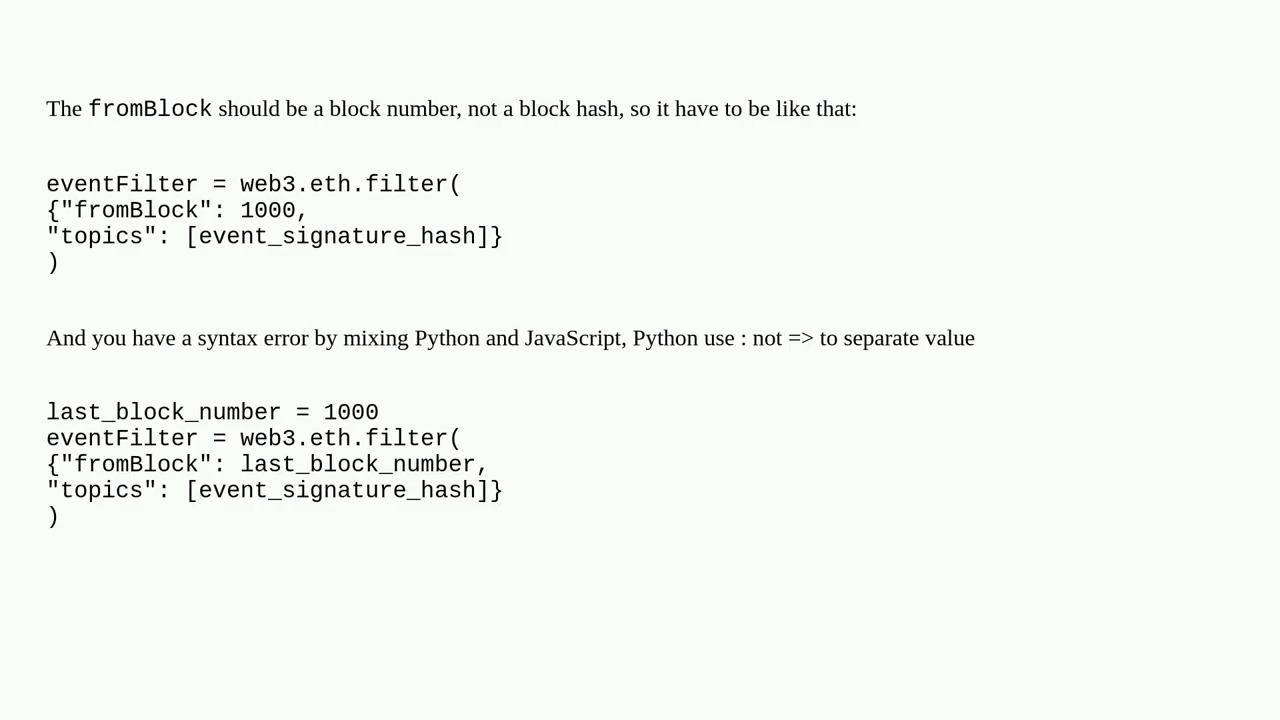 The fromBlock should be a block number, not a block hash, so it have to be like that:
eventFilter = web3.eth.filter(
{"fromBlock": 1000,
"topics": [event_signature_hash]}
)
And you have a syntax error by mixing Python and JavaScript, Python use : not => to separate value
last_block_number = 1000
eventFilter = web3.eth.filter(
{"fromBlock": last_block_number,
"topics": [event_signature_hash]}
)